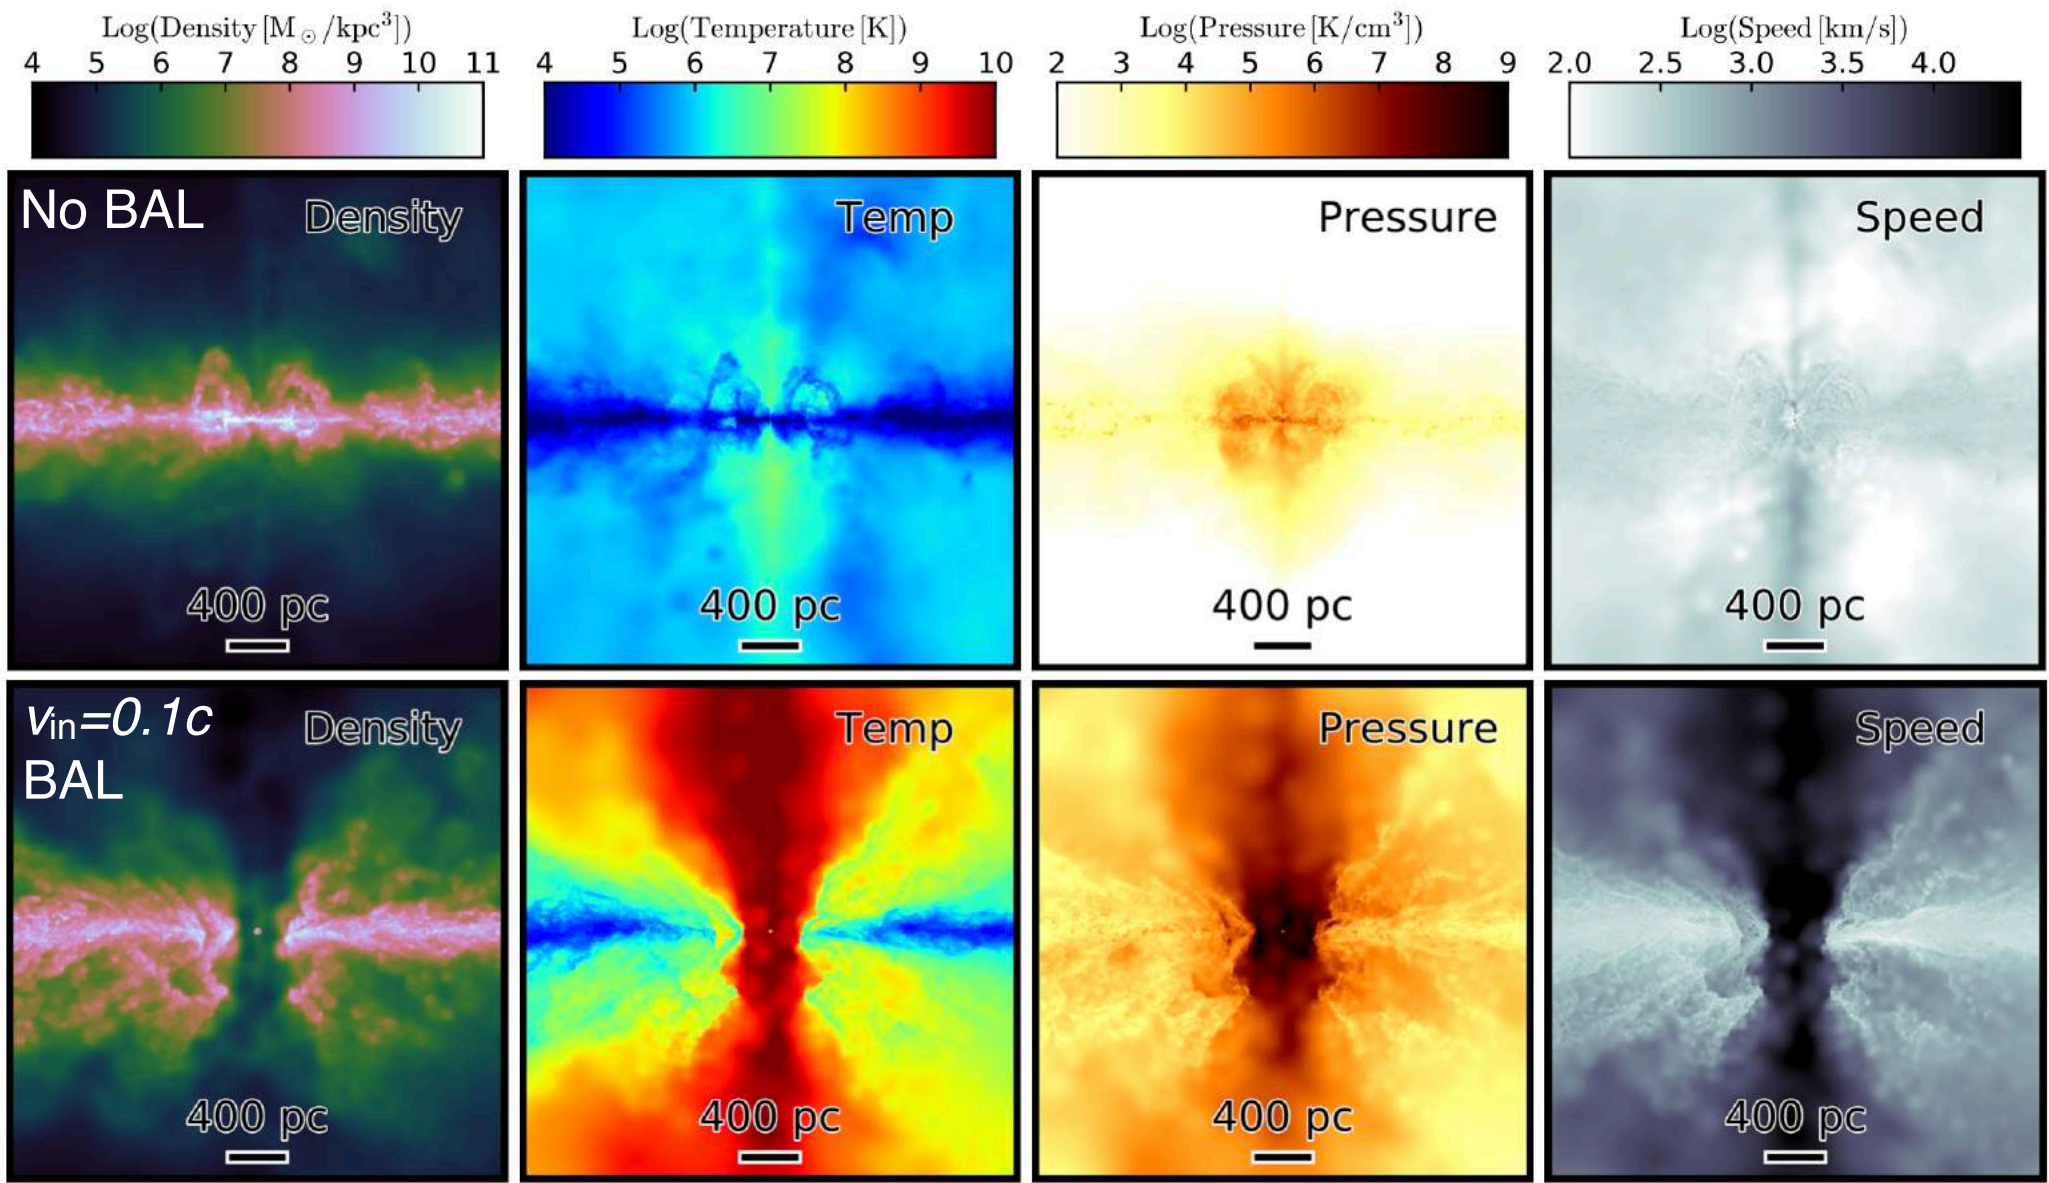 Log(Density [M☉/kpc³])
4 5 6 7 8 9 10 11
Log(Temperature [K])
4 5 6 7 8 9 10
Log(Pressure [K/cm³])
2 3 4 5 6 7 8 9
Log(Speed [km/s])
2.0 2.5 3.0 3.5 4.0
No BAL
Density
400 pc
Temp
400 pc
Pressure
400 pc
Speed
400 pc
vin=0.1c
BAL
Density
400 pc
Temp
400 pc
Pressure
400 pc
Speed
400 pc